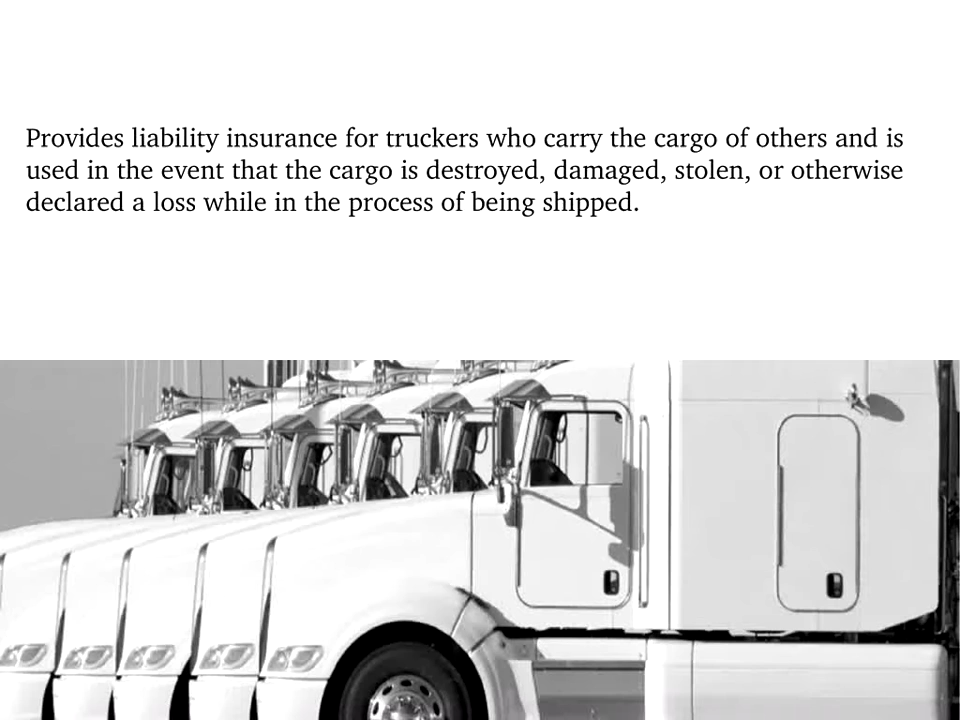 Provides liability insurance for truckers who carry the cargo of others and is
used in the event that the cargo is destroyed, damaged, stolen, or otherwise
declared a loss while in the process of being shipped.